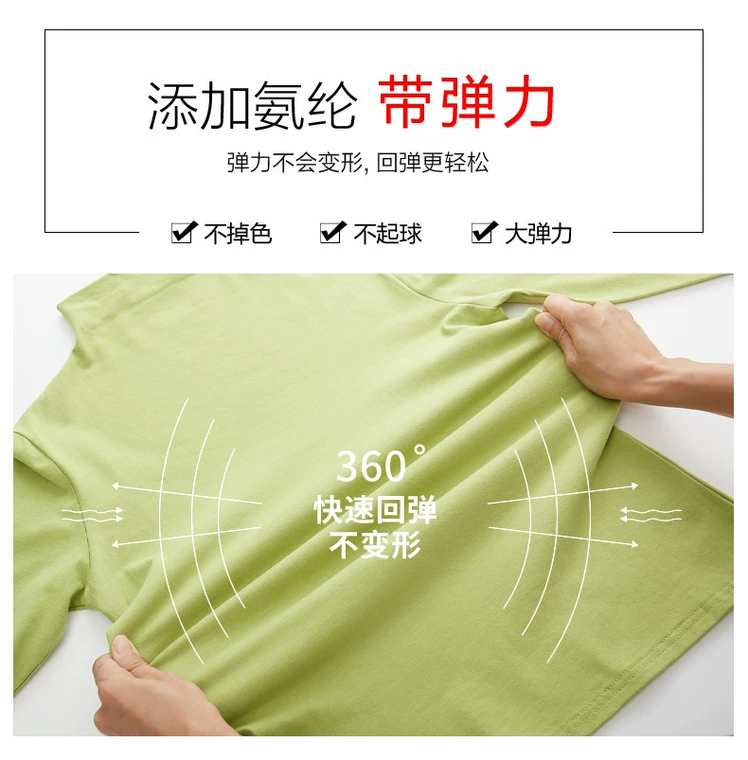 添加氨纶 带弹力
弹力不会变形, 回弹更轻松
不掉色 不起球 大弹力
360°
快速回弹
不变形